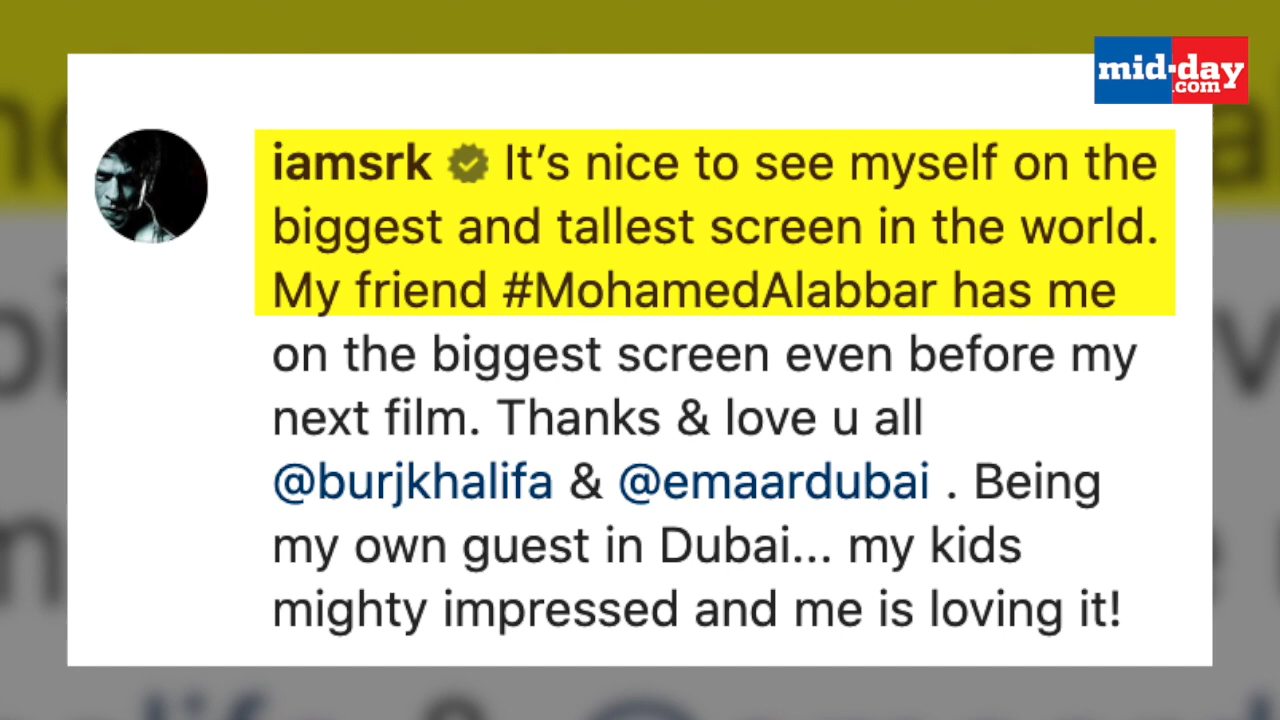 mid-day
.com
iamsrk It’s nice to see myself on the
biggest and tallest screen in the world.
My friend #MohamedAlabbar has me
on the biggest screen even before my
next film. Thanks & love u all
@burjkhalifa & @emaardubai . Being
my own guest in Dubai... my kids
mighty impressed and me is loving it!